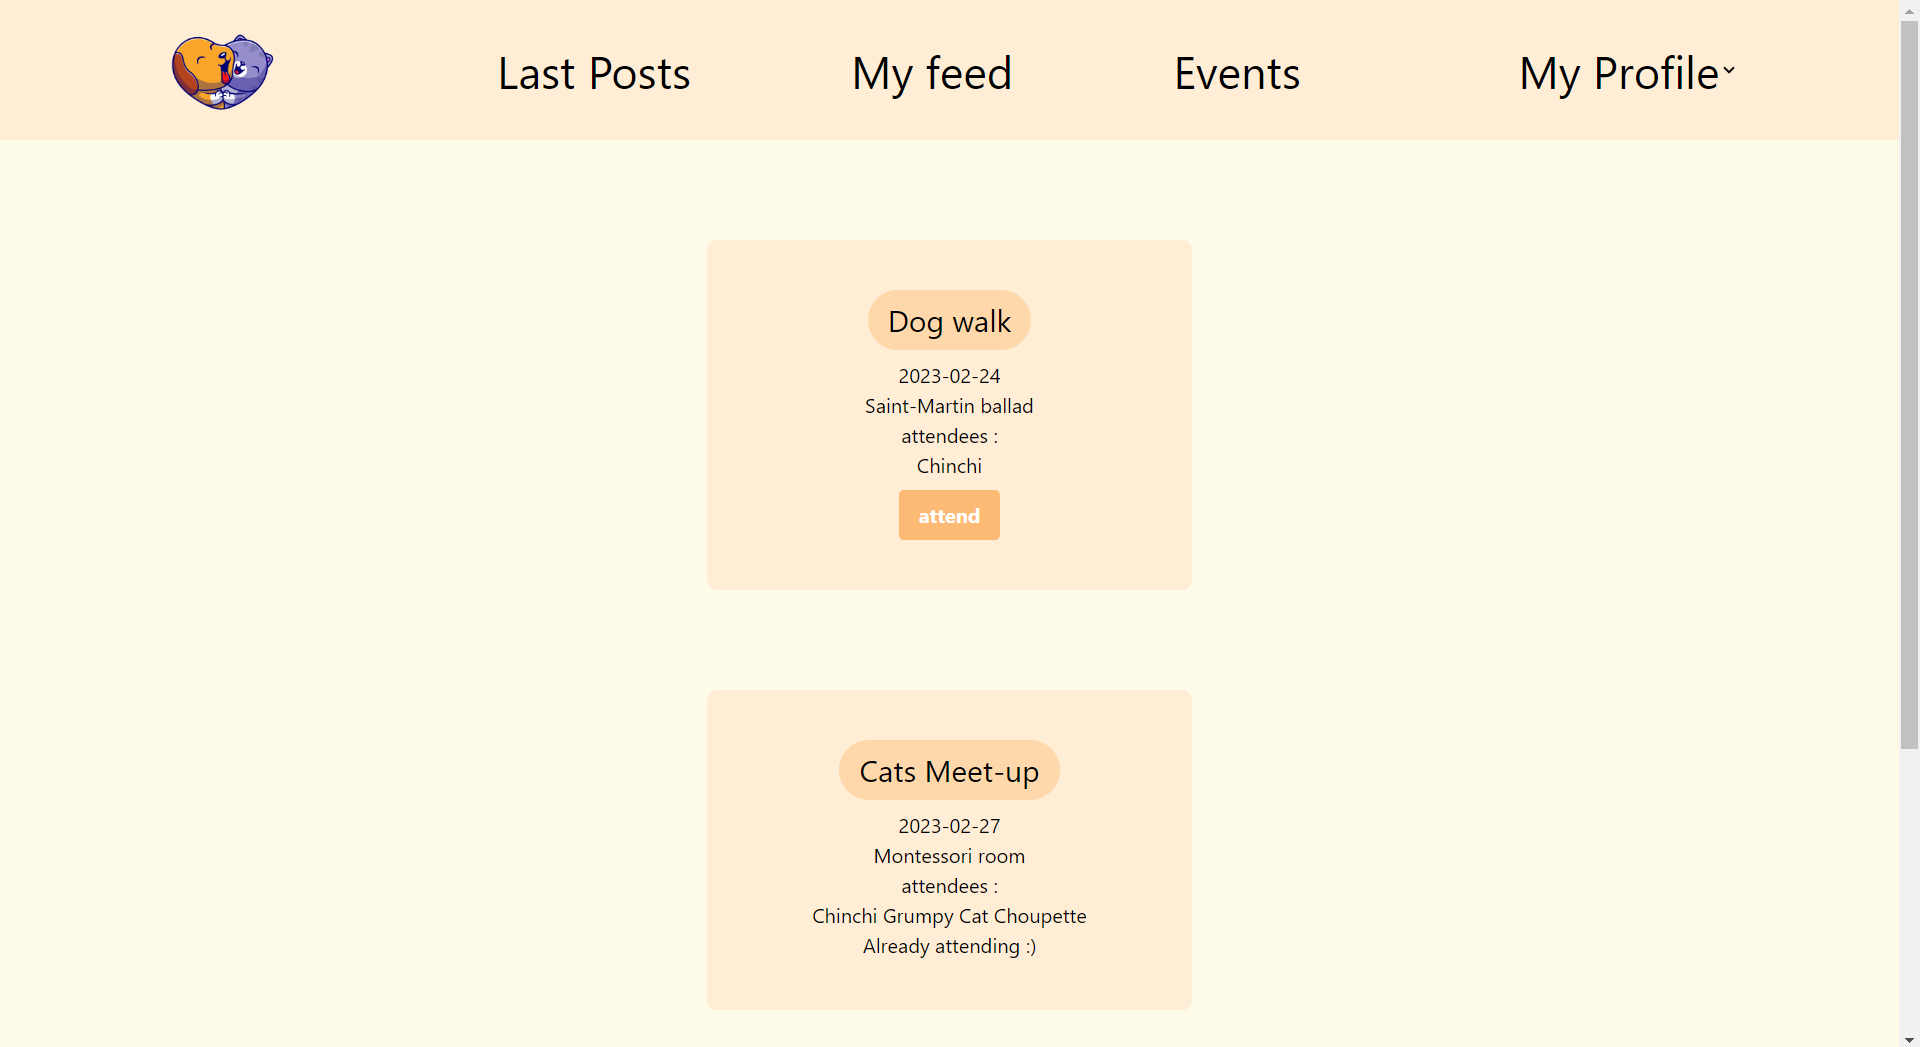 Last Posts My feed Events My Profile
Dog walk
2023-02-24
Saint-Martin ballad
attendees :
Chinchi
attend
Cats Meet-up
2023-02-27
Montessori room
attendees :
Chinchi Grumpy Cat Choupette
Already attending :)